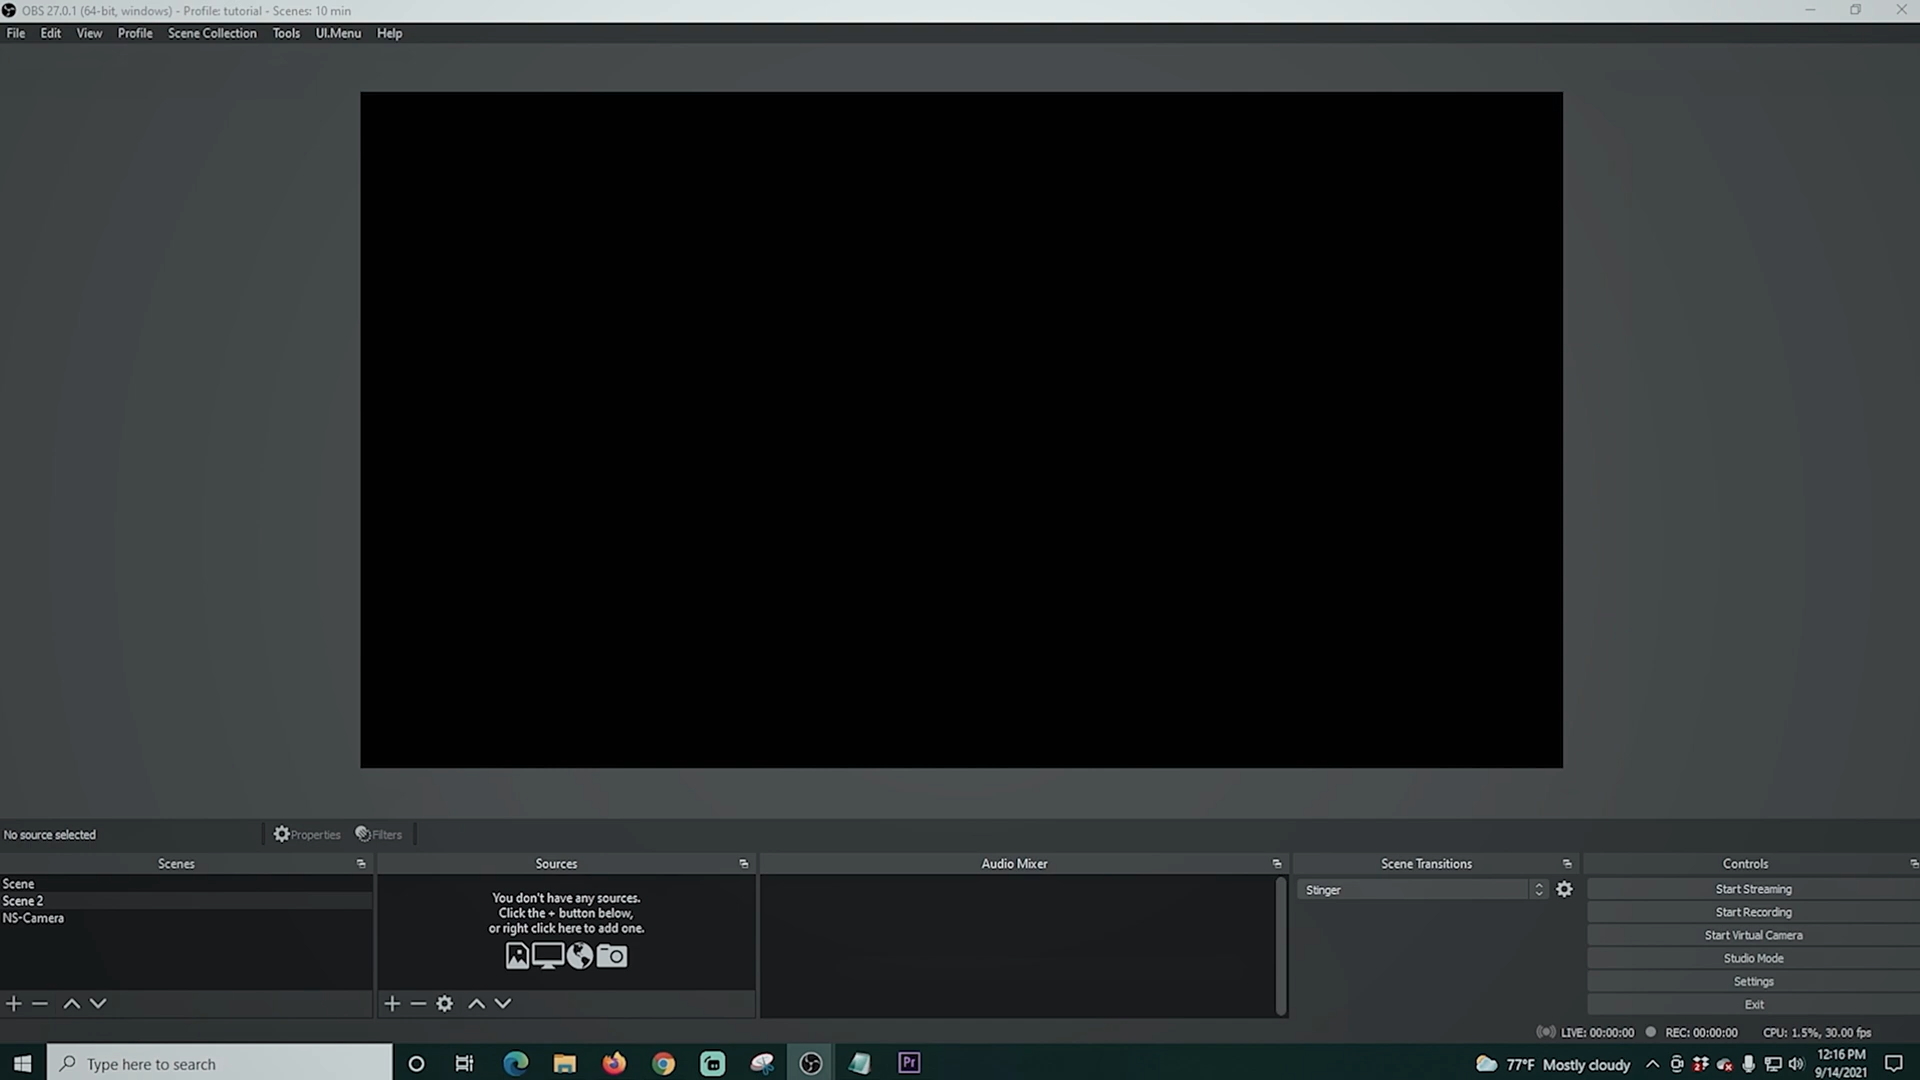 OBS 27.0.1 (64-bit, windows) - Profile: tutorial - Scenes: 10 min
File Edit View Profile Scene Collection Tools UI.Menu Help
No source selected Properties Filters
Scenes Sources Audio Mixer Scene Transitions Controls
Scene
Scene 2
NS-Camera
You don't have any sources.
Click the + button below,
or right click here to add one.
Stinger
Start Streaming
Start Recording
Start Virtual Camera
Studio Mode
Settings
Exit
LIVE: 00:00:00 REC: 00:00:00 CPU: 1.5%, 30.00 fps
Type here to search
Pr
77°F Mostly cloudy
12:16 PM
9/14/2021